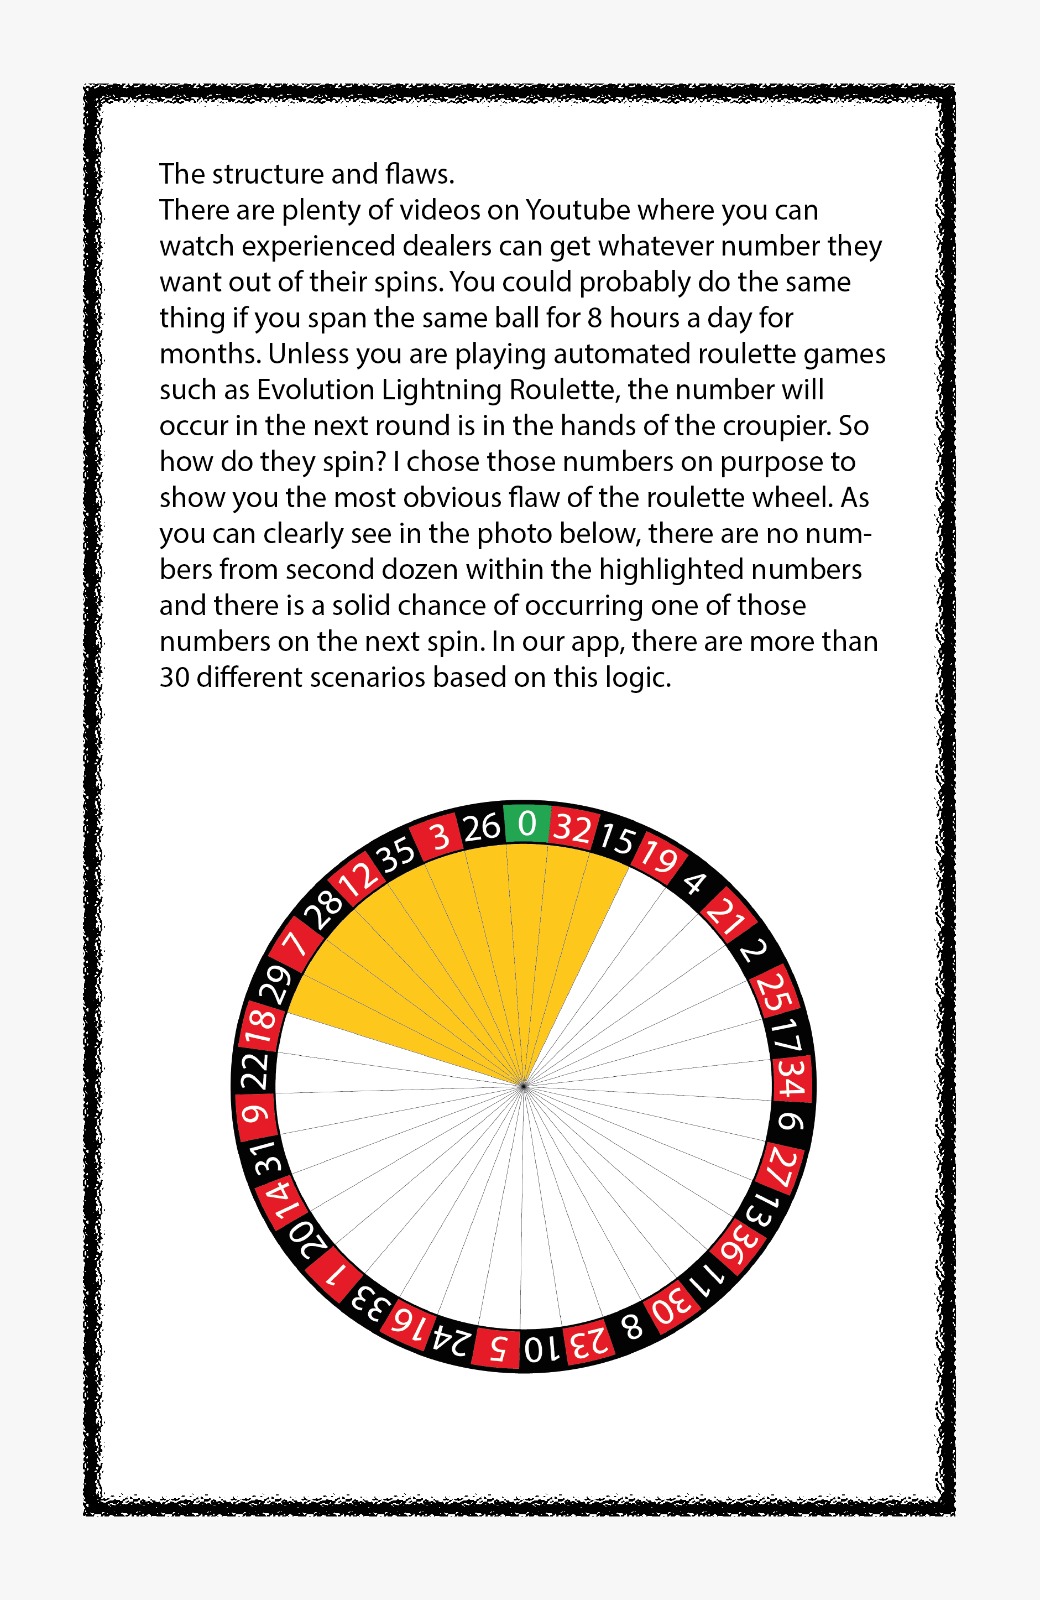 The structure and flaws.
There are plenty of videos on Youtube where you can
watch experienced dealers can get whatever number they
want out of their spins. You could probably do the same
thing if you span the same ball for 8 hours a day for
months. Unless you are playing automated roulette games
such as Evolution Lightning Roulette, the number will
occur in the next round is in the hands of the croupier. So
how do they spin? I chose those numbers on purpose to
show you the most obvious flaw of the roulette wheel. As
you can clearly see in the photo below, there are no num-
bers from second dozen within the highlighted numbers
and there is a solid chance of occurring one of those
numbers on the next spin. In our app, there are more than
30 different scenarios based on this logic.
0 32 15 19 4 21 2 25 17 34 6 27 13 36 11 30 8 23 10 5 24 16 33 1 20 14 31 9 22 18 29 7 28 12 35 3 26